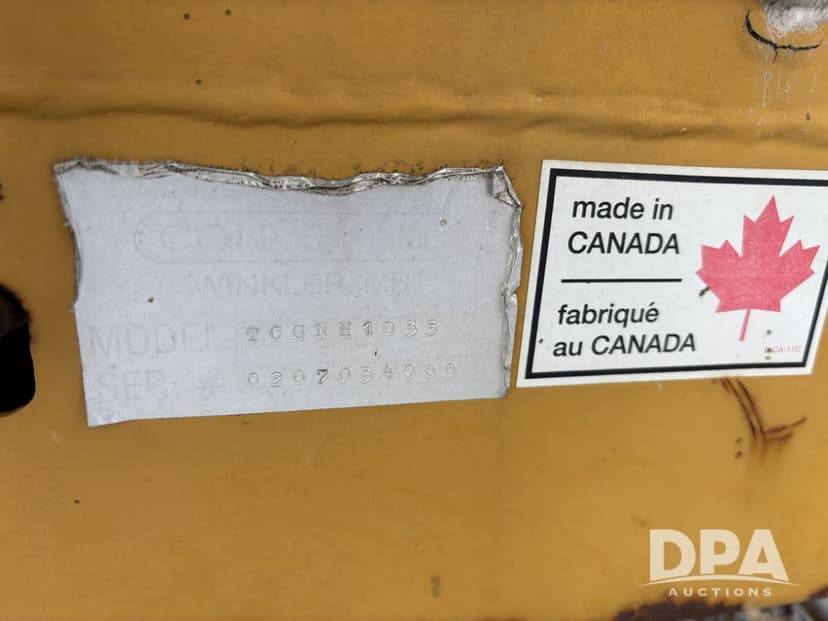 CONVEY-ALL
WINKLER, MB
MODEL TCGNH1035
SER. # 0207034900
made in
CANADA
fabriqué
au CANADA
DPA
AUCTIONS